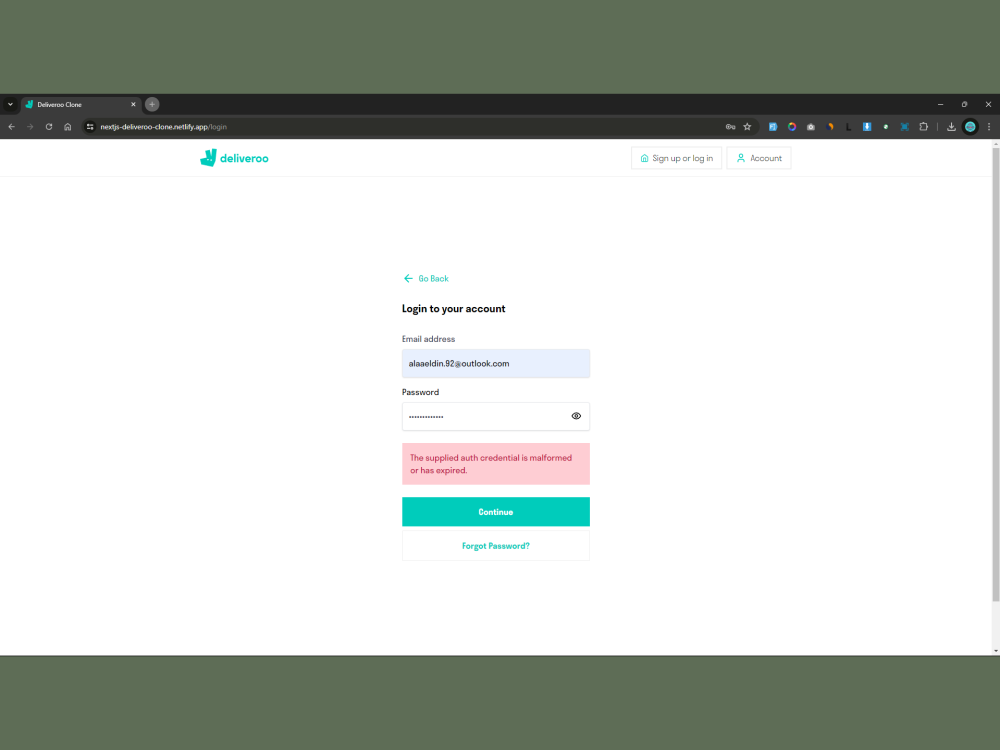 Deliveroo Clone
nextjs-deliveroo-clone.netlify.app/login
deliveroo
Sign up or log in
Account
Go Back
Login to your account
Email address
alaaeldin.92@outlook.com
Password
•••••••••••••
The supplied auth credential is malformed
or has expired.
Continue
Forgot Password?